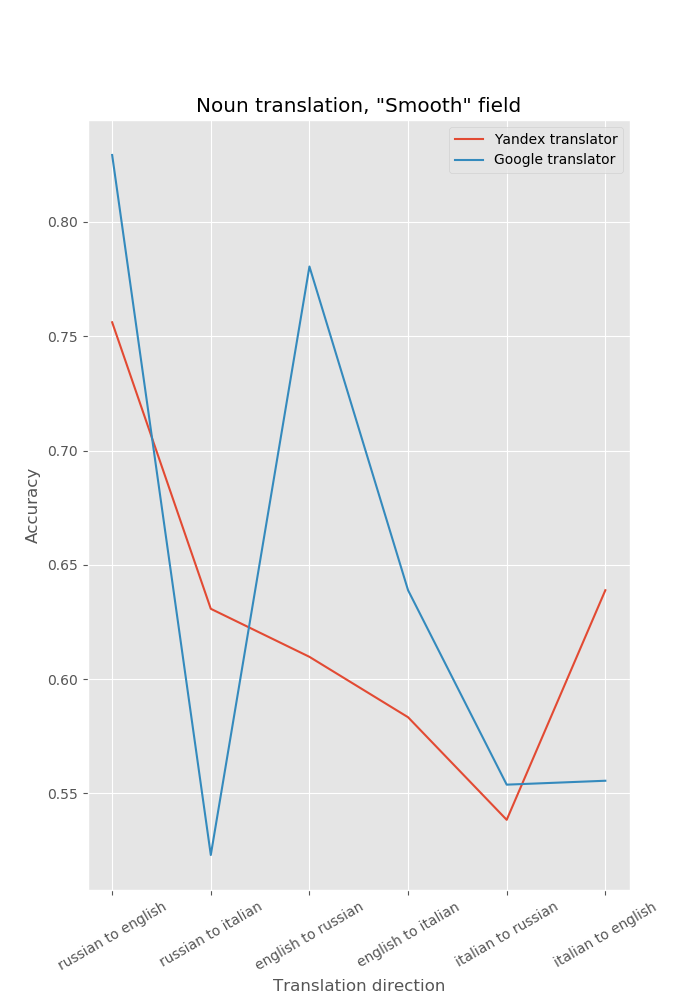 Noun translation, "Smooth" field
Yandex translator
Google translator
Accuracy
0.80
0.75
0.70
0.65
0.60
0.55
russian to english
russian to italian
english to russian
english to italian
italian to russian
italian to english
Translation direction